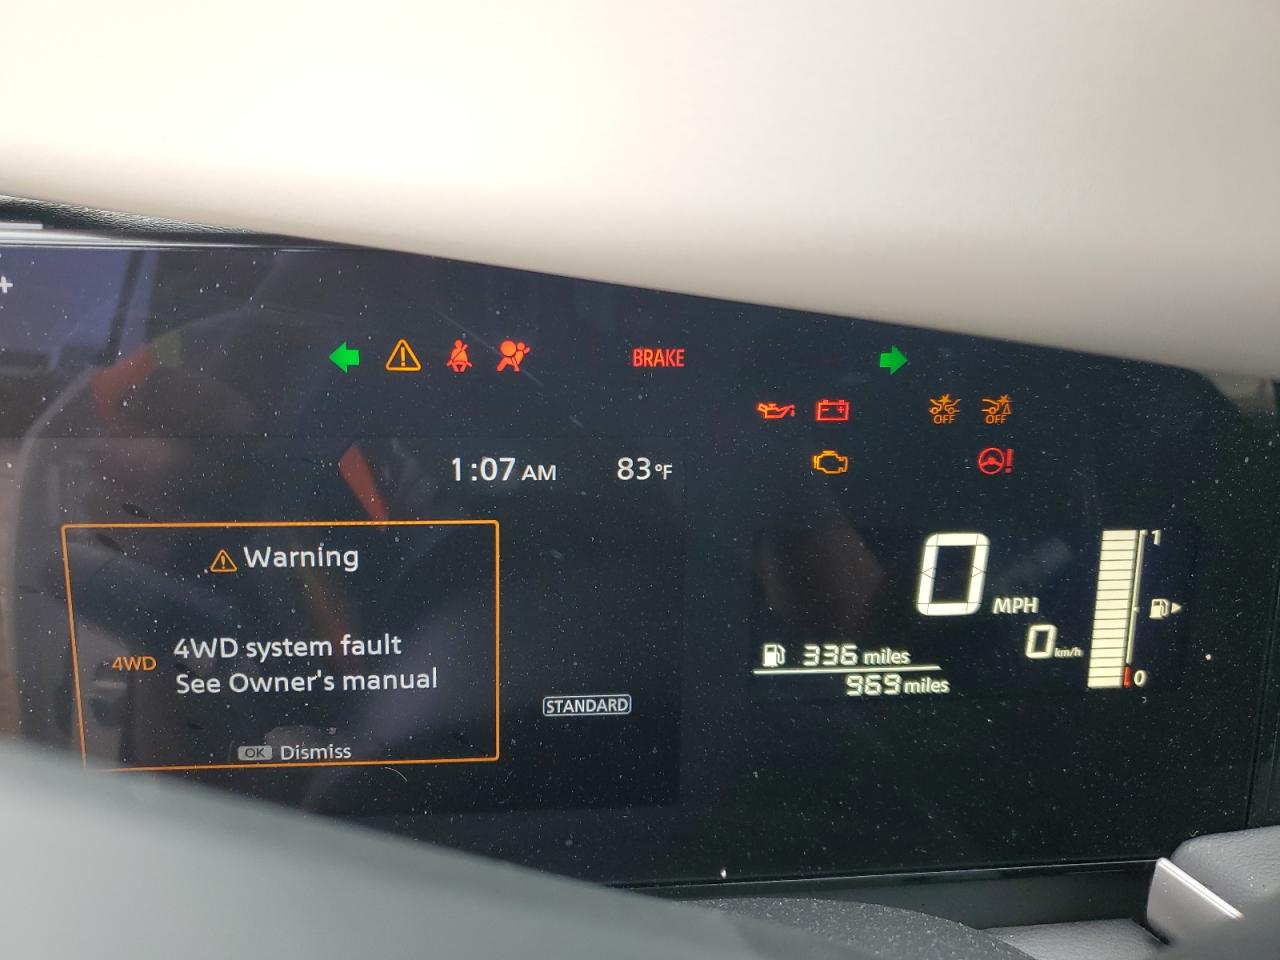 +
BRAKE
OFF OFF
1:07 AM 83°F
Warning
4WD
4WD system fault
See Owner's manual
OK Dismiss
STANDARD
0 MPH
0 km/h
336 miles
969 miles
1
0